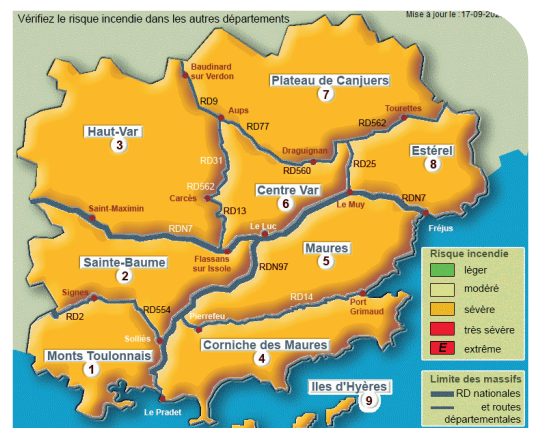 Vérifiez le risque incendie dans les autres départements
Mise à jour le : 17-09-202
Baudinard
sur Verdon
Plateau de Canjuers
7
RD9
Aups
Tourettes
RD562
RD77
Haut-Var
3
Draguignan
Estérel
8
RD31
RD560
RD25
RD562
Carcès
Centre Var
6
RD13
Le Muy
RDN7
Saint-Maximin
RDN7
Le Luc
Fréjus
Flassans
sur Issole
Maures
5
Sainte-Baume
2
RDN97
Signes
RD2
RD554
RD14
Port
Grimaud
Pierrefeu
Solliès
Corniche des Maures
4
Monts Toulonnais
1
Le Pradet
Iles d'Hyères
9
Risque incendie
léger
modéré
sévère
très sévère
E extrême
Limite des massifs
RD nationales
et routes
départementales